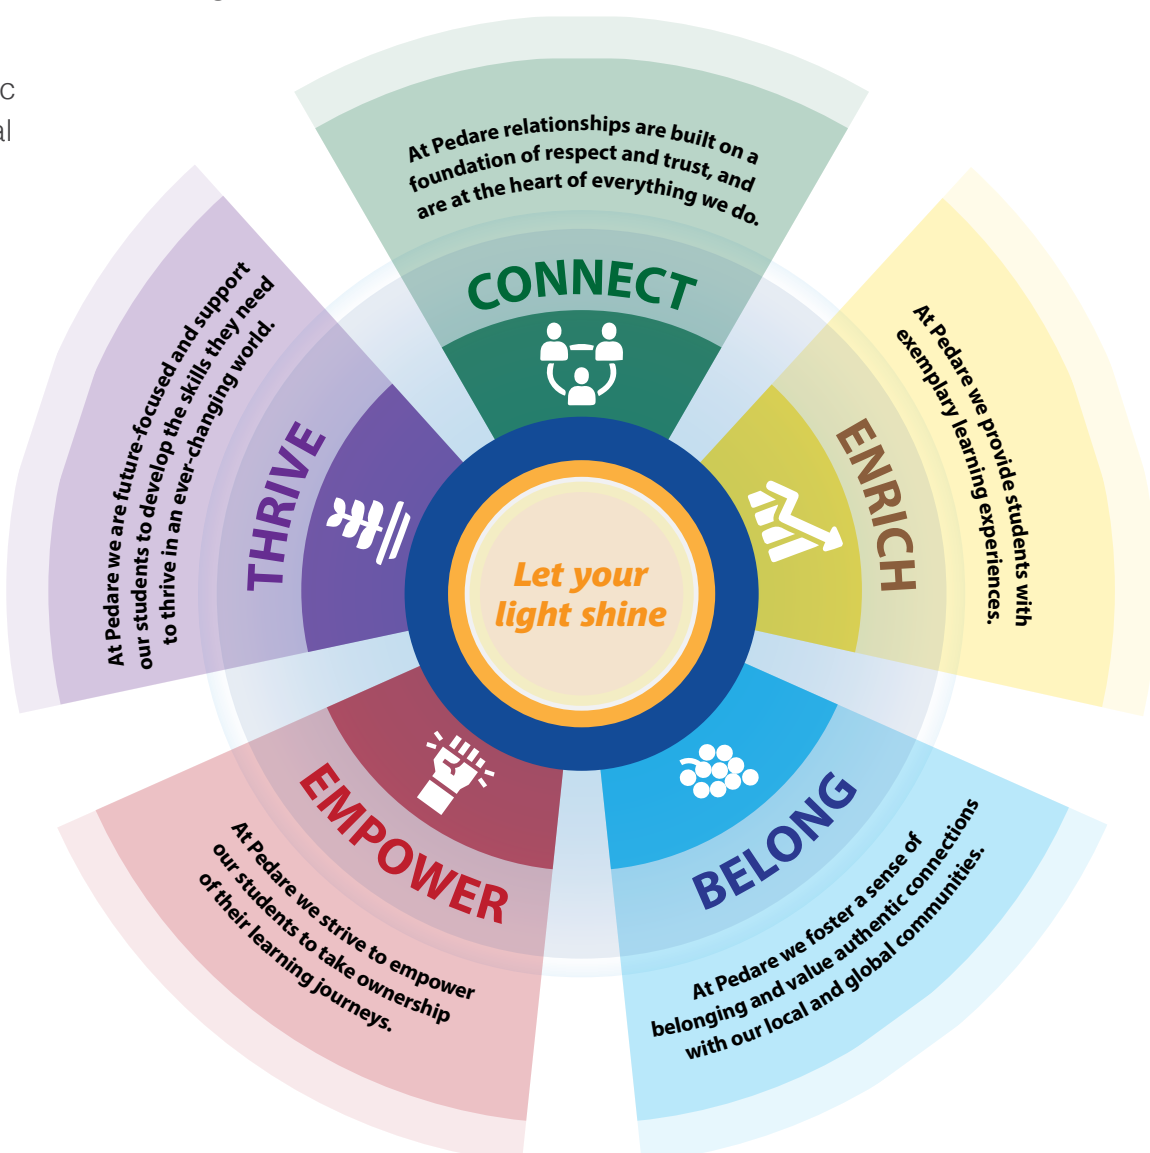 c
al
At Pedare relationships are built on a
foundation of respect and trust, and
are at the heart of everything we do.
CONNECT
At Pedare we provide students with
exemplary learning experiences.
ENRICH
BELONG
At Pedare we foster a sense of
belonging and value authentic connections
with our local and global communities.
EMPOWER
At Pedare we strive to empower
our students to take ownership
of their learning journeys.
At Pedare we are future-focused and support
our students to develop the skills they need
to thrive in an ever-changing world.
THRIVE
Let your
light shine